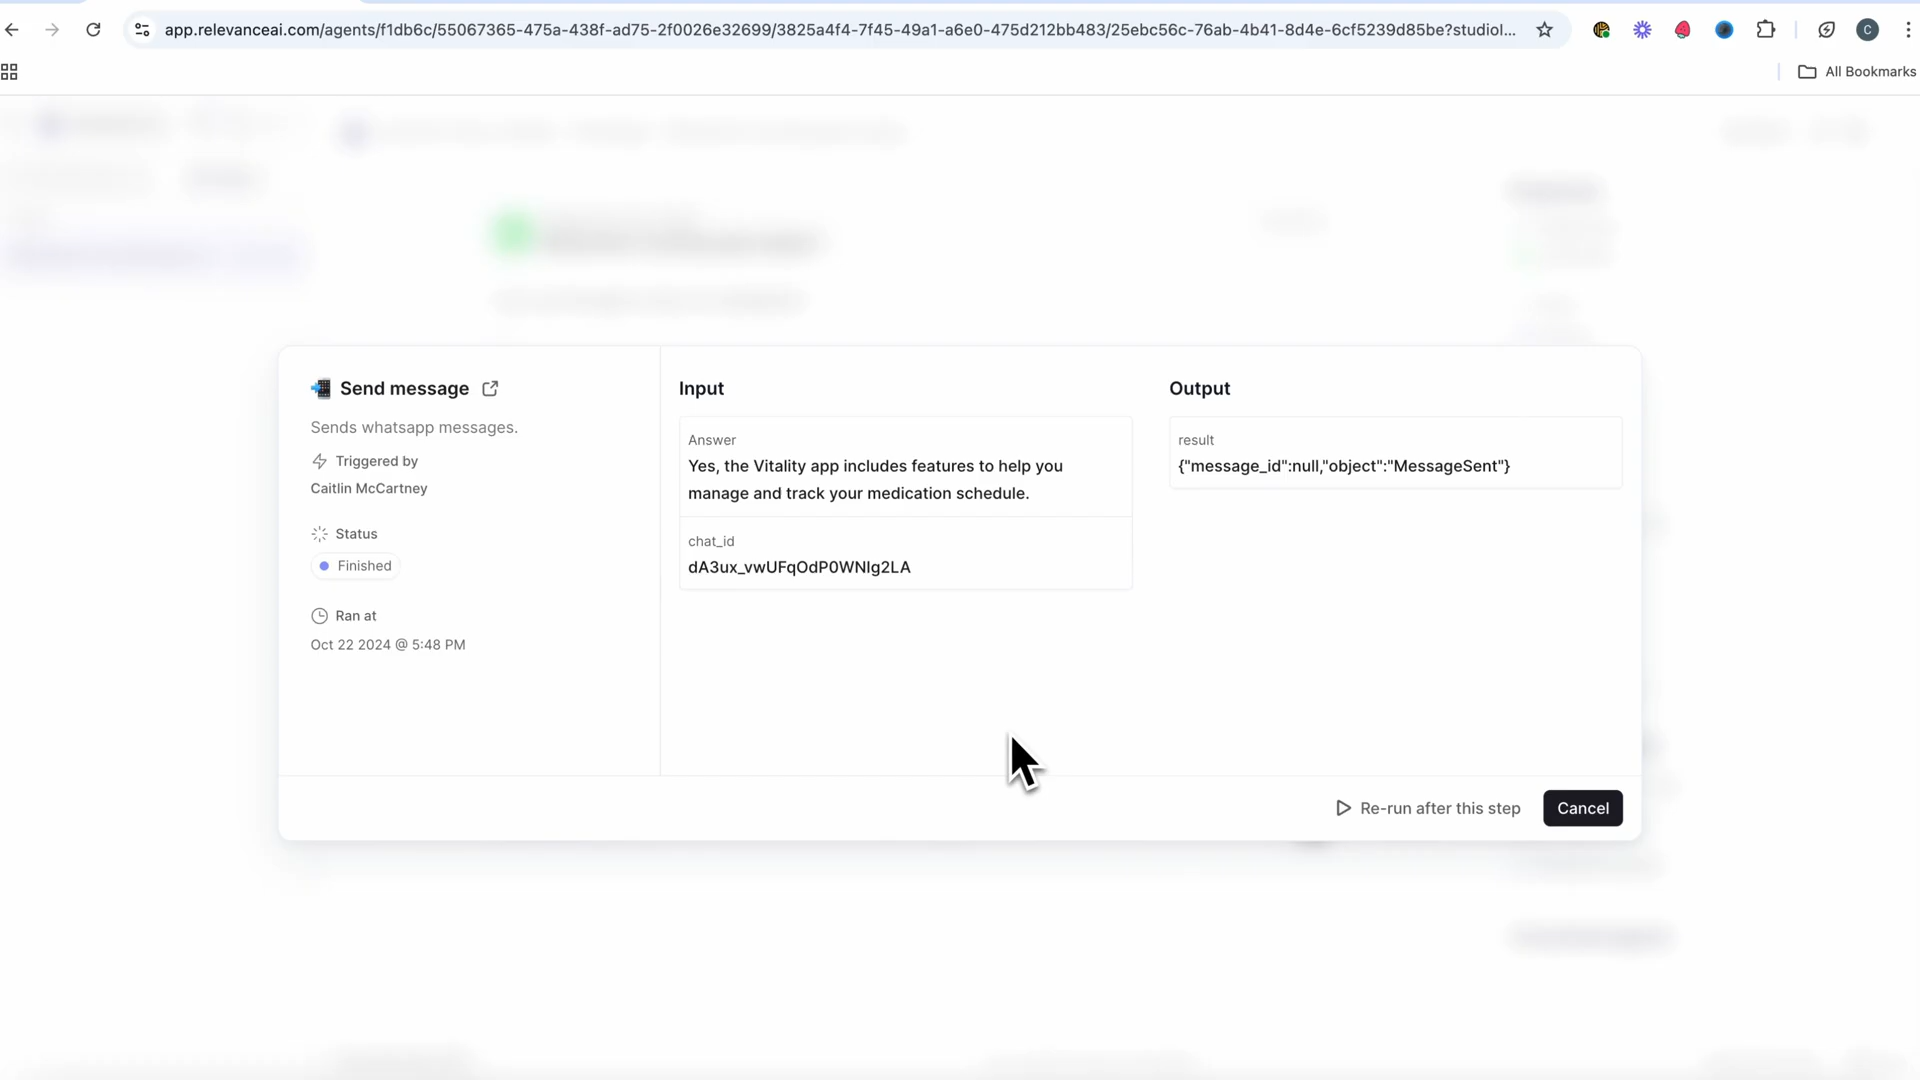 app.relevanceai.com/agents/f1db6c/55067365-475a-438f-ad75-2f0026e32699/3825a4f4-7f45-49a1-a6e0-475d212bb483/25ebc56c-76ab-4b41-8d4e-6cf5239d85be?studiol...
C
All Bookmarks
Send message
Sends whatsapp messages.
Triggered by
Caitlin McCartney
Status
Finished
Ran at
Oct 22 2024 @ 5:48 PM
Input
Answer
Yes, the Vitality app includes features to help you
manage and track your medication schedule.
chat_id
dA3ux_vwUFqOdP0WNIg2LA
Output
result
{"message_id":null,"object":"MessageSent"}
Re-run after this step
Cancel